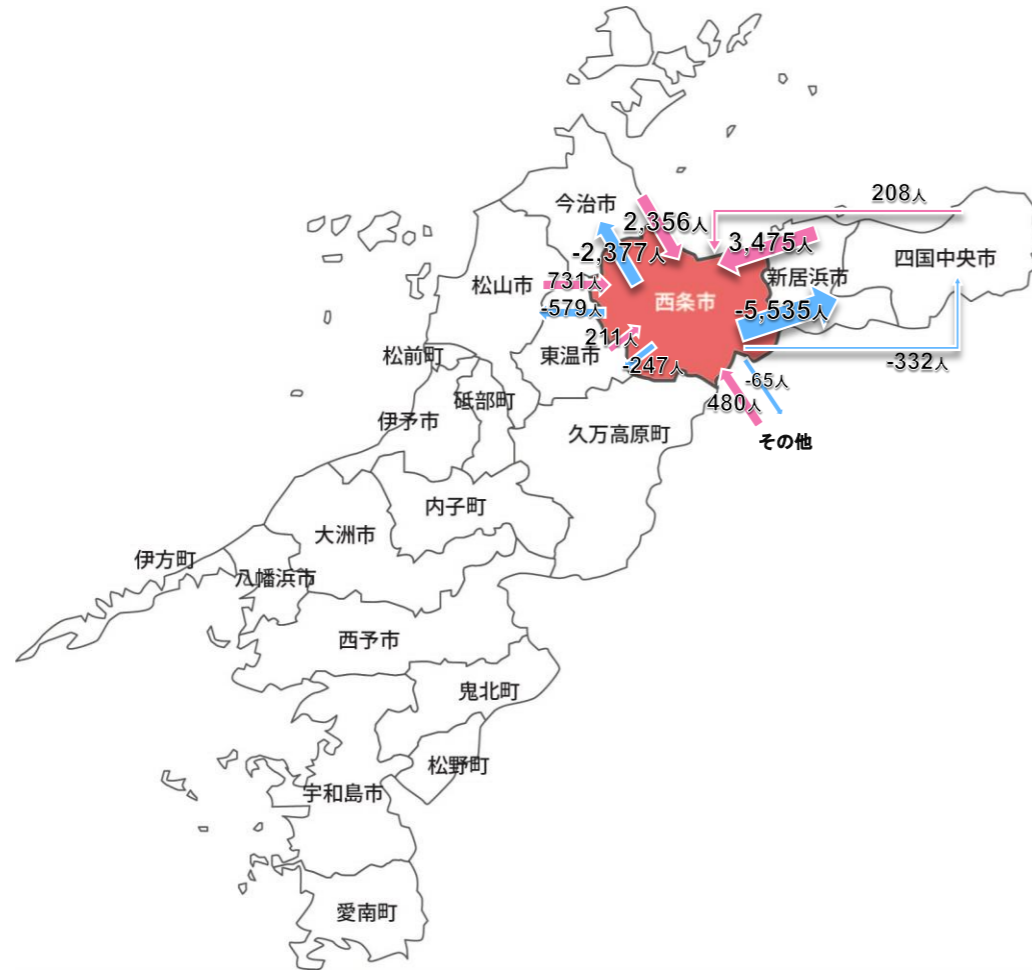 208人
今治市
2,356人
3,475人
-2,377人
四国中央市
新居浜市
松山市
731人
西条市
-579人
-5,535人
211人
松前町
東温市
-247人
-332人
-65人
砥部町
480人
伊予市
久万高原町
その他
内子町
大洲市
伊方町
八幡浜市
西予市
鬼北町
松野町
宇和島市
愛南町